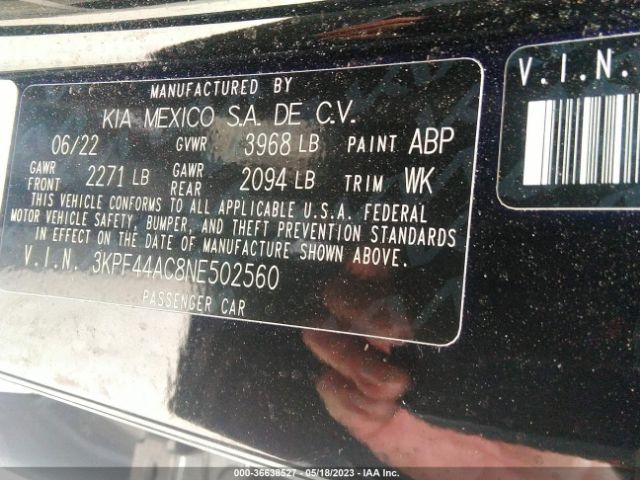 MANUFACTURED BY
KIA MEXICO S.A. DE C.V.
06/22 GVWR 3968 LB PAINT ABP
GAWR FRONT 2271 LB GAWR REAR 2094 LB TRIM WK
THIS VEHICLE CONFORMS TO ALL APPLICABLE U.S.A. FEDERAL
MOTOR VEHICLE SAFETY, BUMPER, AND THEFT PREVENTION STANDARDS
IN EFFECT ON THE DATE OF MANUFACTURE SHOWN ABOVE.
V.I.N. 3KPF44AC8NE502560
PASSENGER CAR
V.I.N.
000-36638527 - 05/18/2023 - IAA Inc.